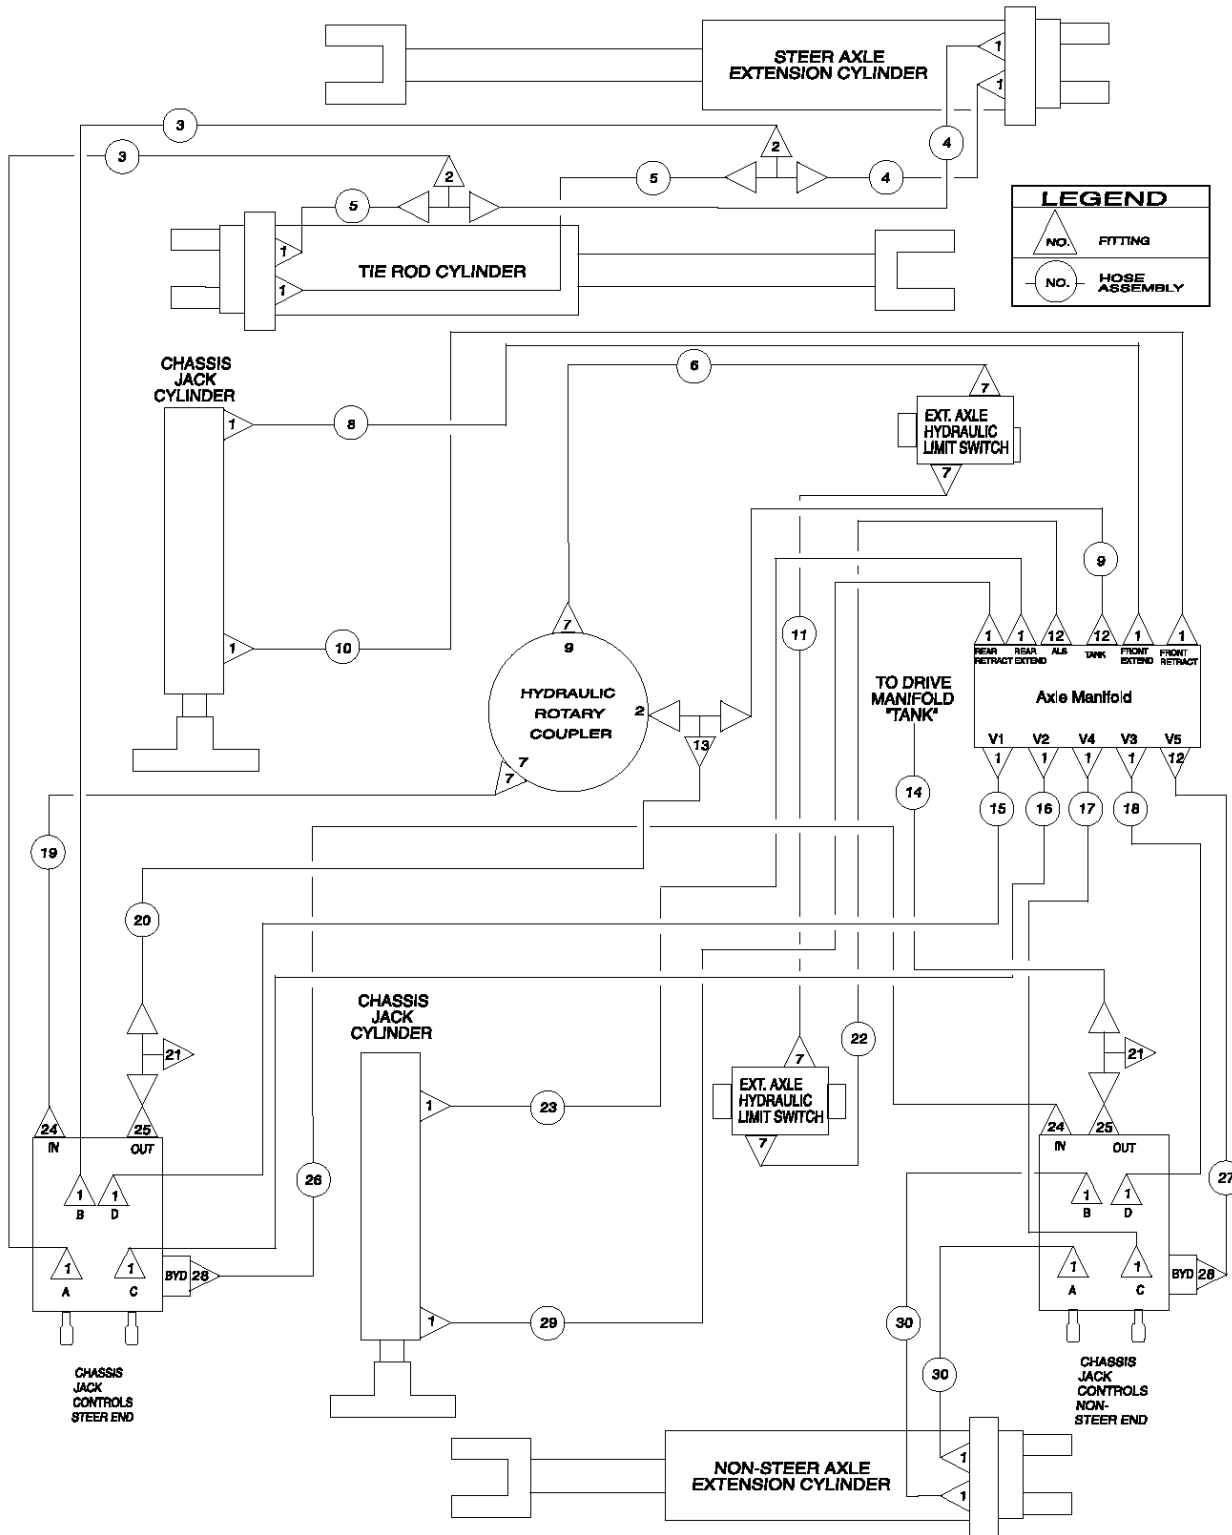 STEER AXLE
EXTENSION CYLINDER
1
1
3
2
4
3
2
5
4
5
LEGEND
NO. FITTING
NO. HOSE
ASSEMBLY
1
1
TIE ROD CYLINDER
CHASSIS
JACK
CYLINDER
6
7
EXT. AXLE
HYDRAULIC
LIMIT SWITCH
7
1
8
9
1
10
7
9
11
HYDRAULIC
ROTARY
COUPLER
2
13
7
7
TO DRIVE
MANIFOLD
"TANK"
14
1
1
12
12
1
1
REAR
RETRACT
REAR
EXTEND
ALS
TANK
FRONT
EXTEND
FRONT
RETRACT
Axle Manifold
V1
V2
V4
V3
V5
1
1
1
1
12
15
16
17
18
19
20
21
CHASSIS
JACK
CYLINDER
22
21
1
23
7
EXT. AXLE
HYDRAULIC
LIMIT SWITCH
7
24
25
IN
OUT
26
1
1
B
D
1
1
A
C
BYD
28
24
25
IN
OUT
27
1
1
B
D
1
1
A
C
BYD
28
1
29
30
30
CHASSIS
JACK
CONTROLS
STEER END
CHASSIS
JACK
CONTROLS
NON-
STEER END
NON-STEER AXLE
EXTENSION CYLINDER
1
1